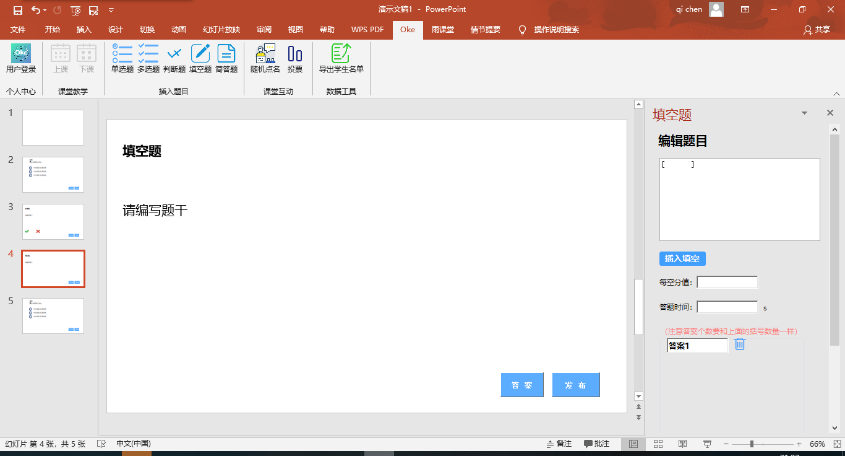 演示文稿1 - PowerPoint
qi chen
文件 开始 插入 设计 切换 动画 幻灯片放映 审阅 视图 帮助 WPS PDF Oke 雨课堂 情节提要 操作说明搜索 共享
用户登录 上课 下课 单选题 多选题 判断题 填空题 简答题 随机点名 投票 导出学生名单
个人中心 课堂教学 插入题目 课堂互动 数据工具
1
2
3
4
5
填空题
请编写题干
答 案 发 布
填空题
编辑题目
[ ]
插入填空
每空分值:
答题时间: s
(注意答案个数要和上面的括号数量一样)
答案1
幻灯片 第 4 张, 共 5 张 中文(中国) 备注 批注 66%